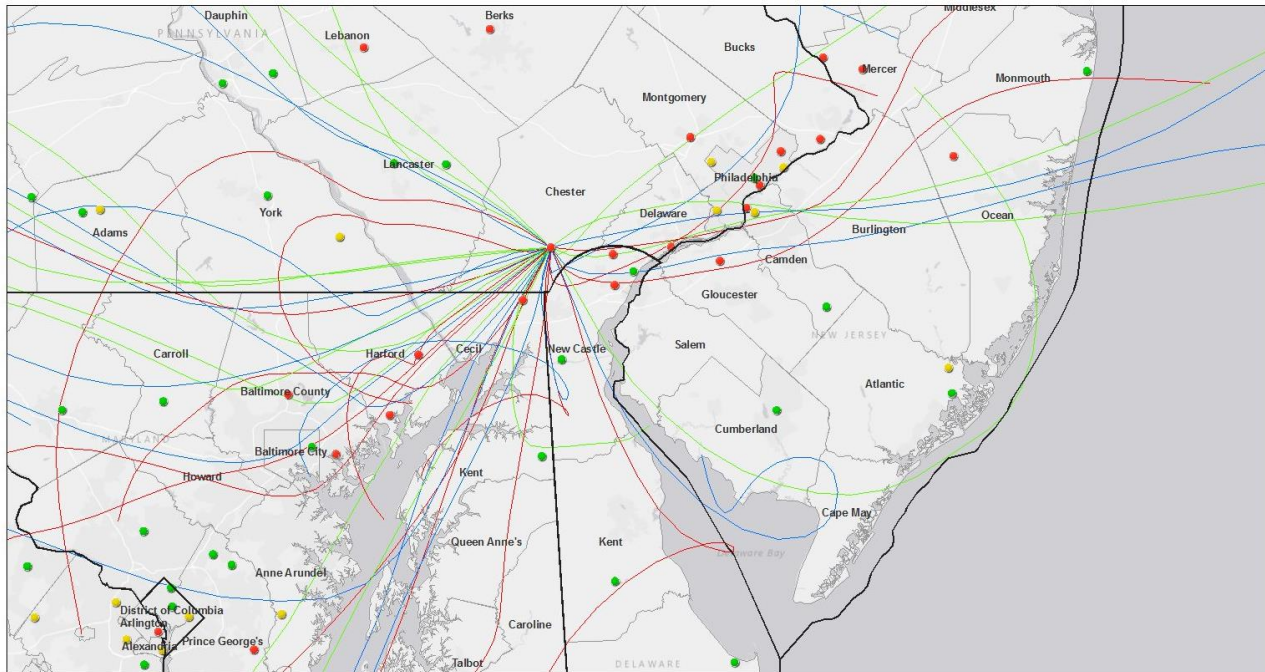 Dauphin
Berks
Middlesex
PENNSYLVANIA
Lebanon
Bucks
Mercer
Monmouth
Montgomery
Lancaster
Chester
Philadelphia
York
Delaware
Ocean
Adams
Burlington
Camden
Gloucester
NEW JERSEY
Carroll
Harford
Cecil
New Castle
Salem
Atlantic
Baltimore County
Cumberland
MARYLAND
Baltimore City
Howard
Kent
Cape May
Queen Anne's
Kent
Delaware Bay
Anne Arundel
District of Columbia
Arlington
Caroline
Alexandria
Prince George's
Talbot
DELAWARE